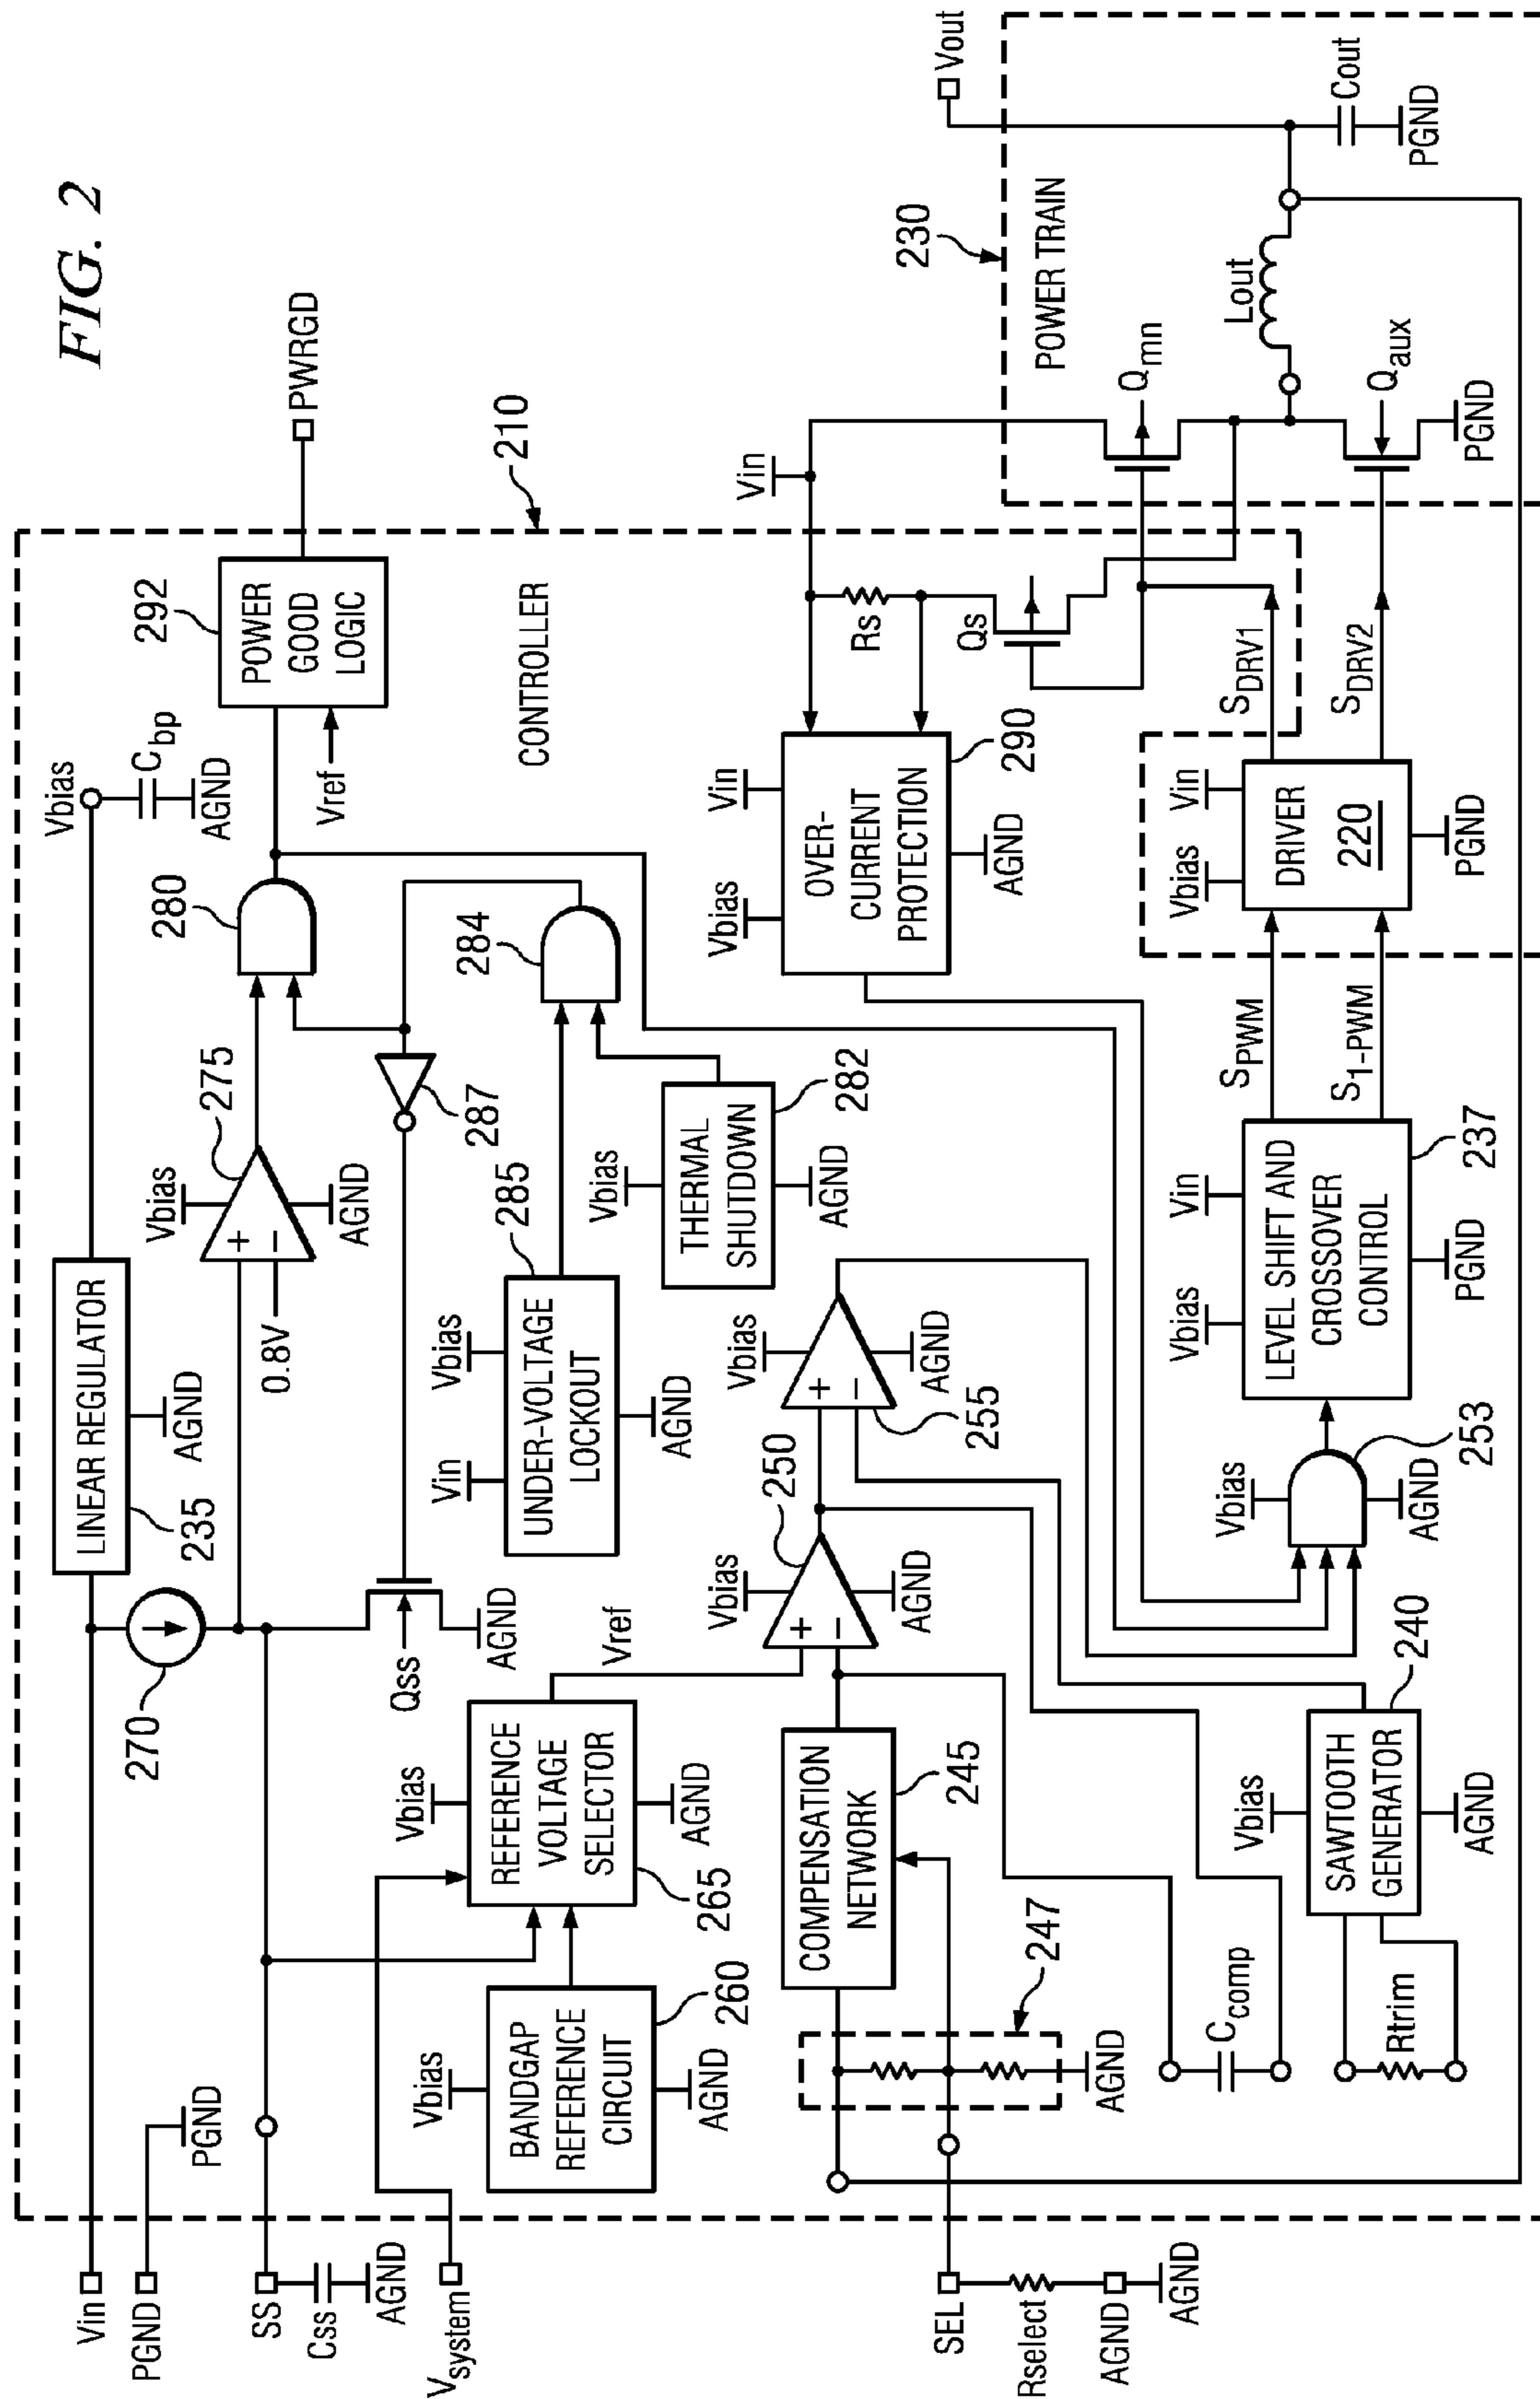 FIG. 2
Vin
PGND
PGND
SS
Css
AGND
Vsystem
270
LINEAR REGULATOR
235
AGND
Vbias
Cbp
AGND
0.8V
+
−
Vbias
AGND
275
280
292
POWER
GOOD
LOGIC
Vref
PWRGD
CONTROLLER
210
Qss
AGND
287
284
Vin
Vbias
UNDER-VOLTAGE
LOCKOUT
285
AGND
Vbias
THERMAL
SHUTDOWN
282
AGND
Vbias
BANDGAP
REFERENCE
CIRCUIT
260
AGND
Vbias
REFERENCE
VOLTAGE
SELECTOR
265
AGND
Vref
SEL
Rselect
AGND
AGND
247
AGND
COMPENSATION
NETWORK
245
+
−
Vbias
AGND
250
+
−
Vbias
AGND
255
Ccomp
Rtrim
Vbias
SAWTOOTH
GENERATOR
240
AGND
Vbias
AGND
253
Vbias
Vin
LEVEL SHIFT AND
CROSSOVER
CONTROL
237
PGND
SPWM
S1-PWM
Vbias
Vin
DRIVER
220
PGND
SDRV1
SDRV2
Vbias
Vin
OVER-
CURRENT
PROTECTION
290
AGND
Rs
Qs
Vin
230
POWER TRAIN
Qmn
Qaux
PGND
Lout
Vout
Cout
PGND